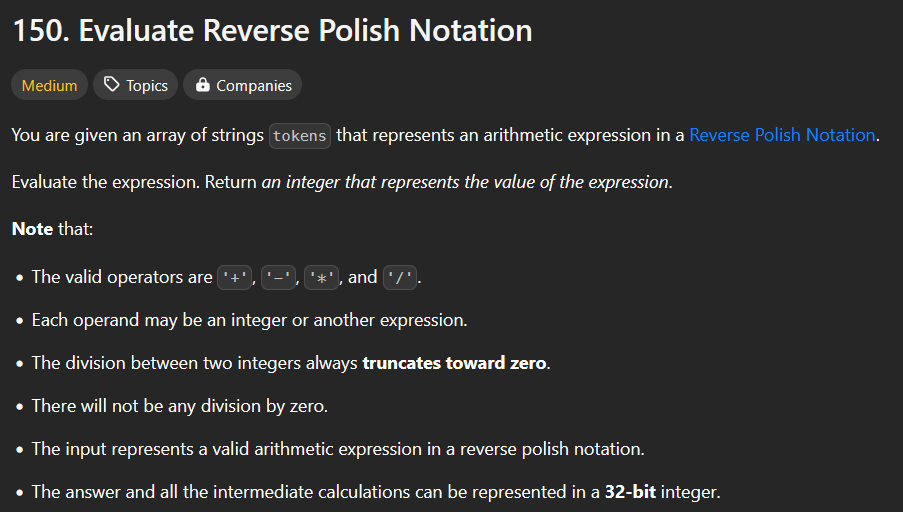 150. Evaluate Reverse Polish Notation
Medium Topics Companies
You are given an array of strings tokens that represents an arithmetic expression in a Reverse Polish Notation.
Evaluate the expression. Return an integer that represents the value of the expression.
Note that:
• The valid operators are '+', '-', '*', and '/'.
• Each operand may be an integer or another expression.
• The division between two integers always truncates toward zero.
• There will not be any division by zero.
• The input represents a valid arithmetic expression in a reverse polish notation.
• The answer and all the intermediate calculations can be represented in a 32-bit integer.